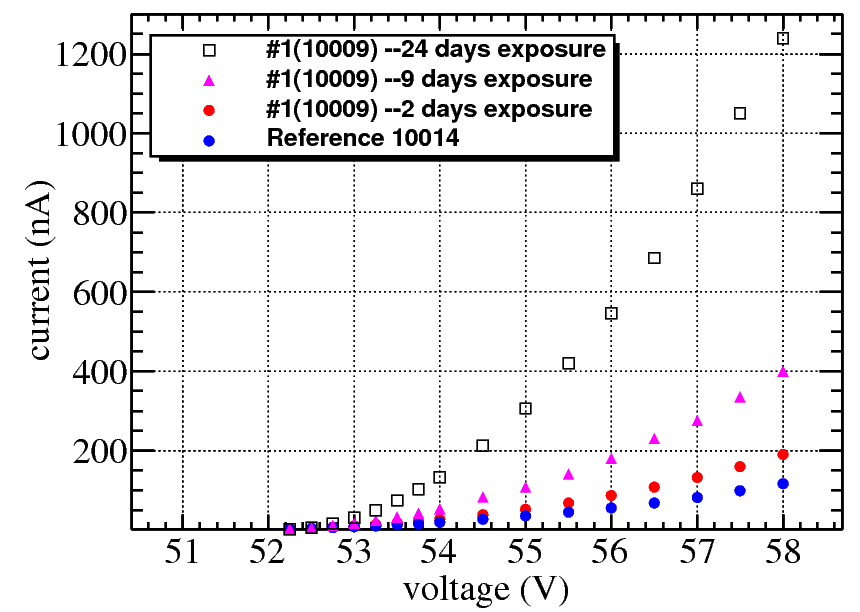 #1(10009) --24 days exposure
#1(10009) --9 days exposure
#1(10009) --2 days exposure
Reference 10014
current (nA)
1200
1000
800
600
400
200
51 52 53 54 55 56 57 58
voltage (V)